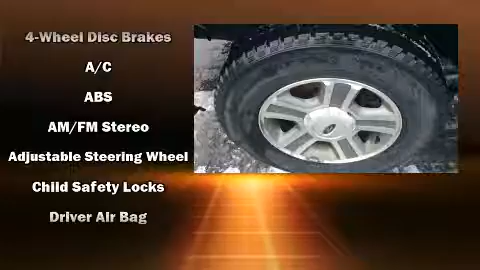 4-Wheel Disc Brakes
A/C
ABS
AM/FM Stereo
Adjustable Steering Wheel
Child Safety Locks
Driver Air Bag